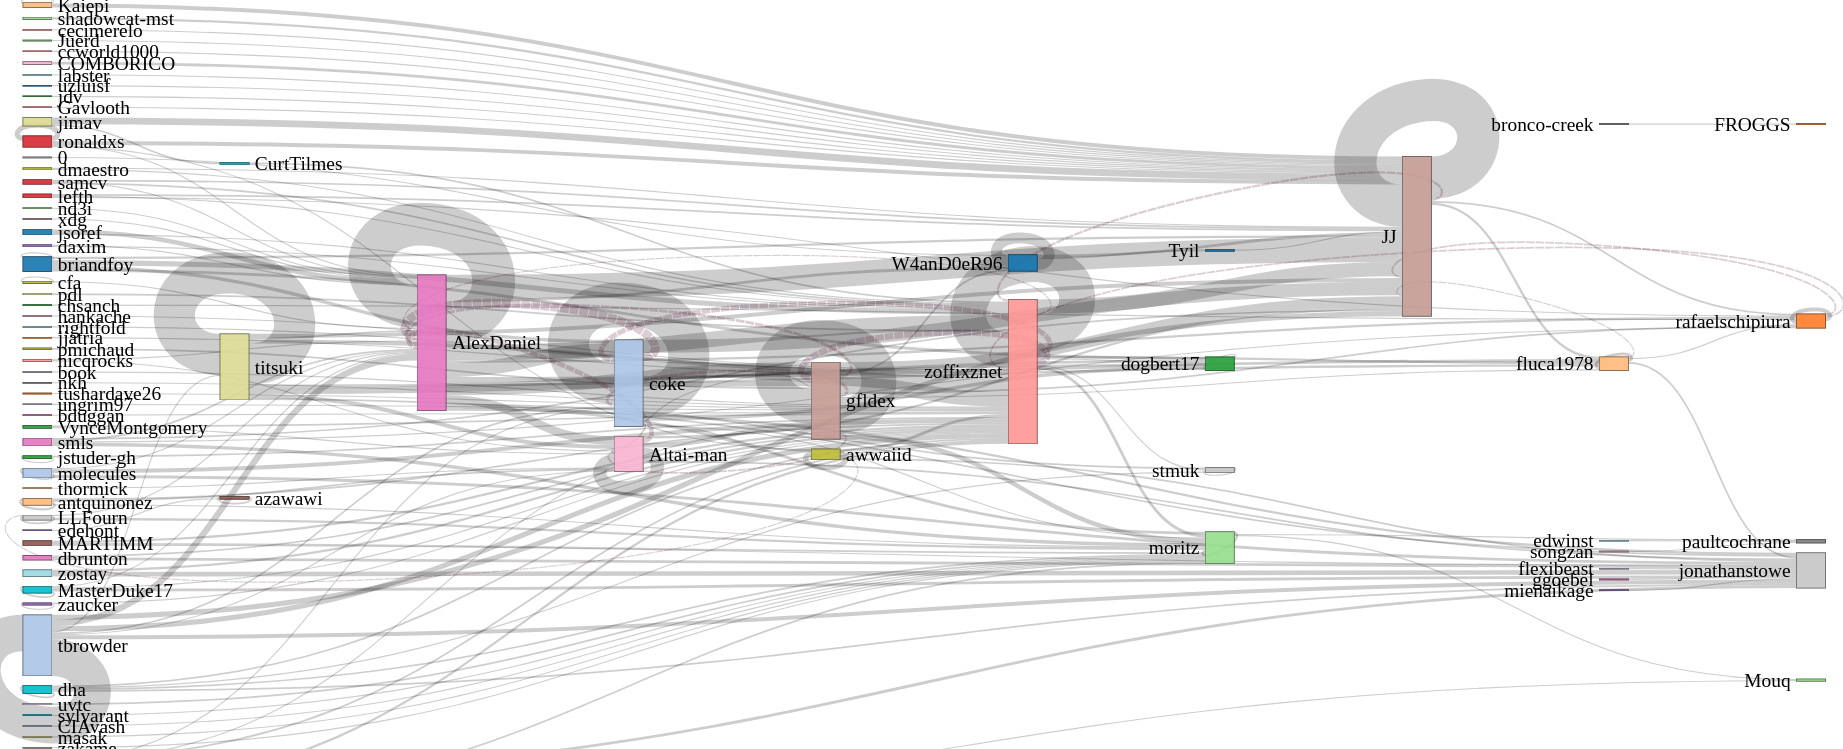 Kaiepi
shadowcat-mst
cecimerelo
Juerd
ccworld1000
COMBORICO
labster
uzluisf
jdv
Gavlooth
jimav
ronaldxs
0
dmaestro
samcv
lefth
nd3i
xdg
jsoref
daxim
briandfoy
cfa
pdl
chsanch
hankache
rightfold
jjatria
pmichaud
nicqrocks
bpok
nkh
tushardave26
ungrim97
bduggan
VynceMontgomery
smls
jstuder-gh
molecules
thormick
antquinonez
LLFourn
edehont
MARTIMM
dbrunton
zostay
MasterDuke17
zaucker
tbrowder
dha
uvtc
sylvarant
CIAvash
masak
zakame
CurtTilmes
titsuki
azawawi
AlexDaniel
coke
Altai-man
gfldex
awwaiid
W4anD0eR96
zoffixznet
Tyil
dogbert17
stmuk
moritz
JJ
bronco-creek
fluca1978
edwinst
songzan
flexibeast
ggoebel
mienaikage
FROGGS
rafaelschipiura
paultcochrane
jonathanstowe
Mouq